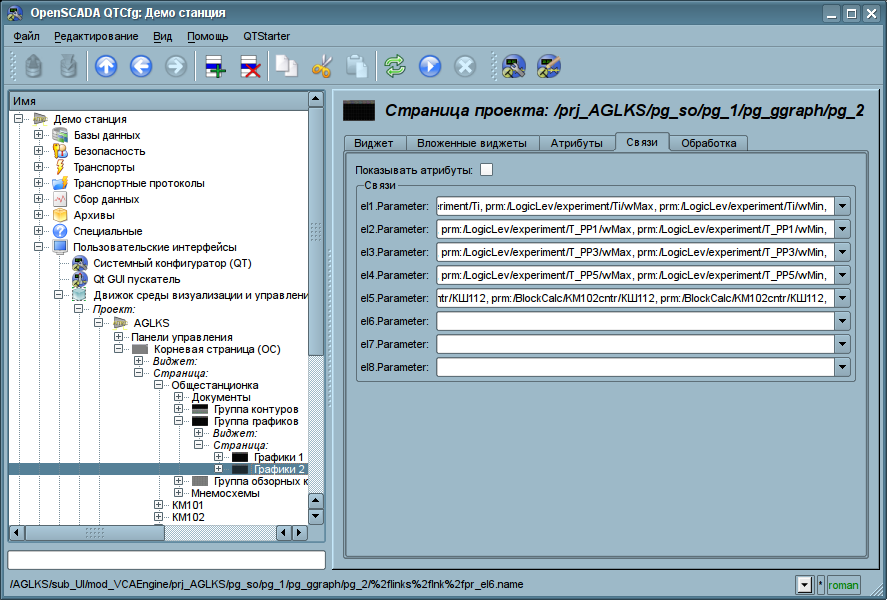 OpenSCADA QTCfg: Демо станция
Файл Редактирование Вид Помощь QTStarter
Имя
Демо станция
Базы данных
Безопасность
Транспорты
Транспортные протоколы
Сбор данных
Архивы
Специальные
Пользовательские интерфейсы
Системный конфигуратор (QT)
Qt GUI пускатель
Движок среды визуализации и управлени
Проект:
AGLKS
Панели управления
Корневая страница (ОС)
Виджет:
Страница:
Общестанционка
Документы
Группа контуров
Группа графиков
Виджет:
Страница:
Графики 1
Графики 2
Группа обзорных к
Мнемосхемы
КМ101
КМ102
Страница проекта: /prj_AGLKS/pg_so/pg_1/pg_ggraph/pg_2
Виджет Вложенные виджеты Атрибуты Связи Обработка
Показывать атрибуты:
Связи
el1.Parameter: eriment/Ti, prm:/LogicLev/experiment/Ti/wMax, prm:/LogicLev/experiment/Ti/wMin,
el2.Parameter: prm:/LogicLev/experiment/T_PP1/wMax, prm:/LogicLev/experiment/T_PP1/wMin,
el3.Parameter: prm:/LogicLev/experiment/T_PP3/wMax, prm:/LogicLev/experiment/T_PP3/wMin,
el4.Parameter: prm:/LogicLev/experiment/T_PP5/wMax, prm:/LogicLev/experiment/T_PP5/wMin,
el5.Parameter: ntr/КШ112, prm:/BlockCalc/KM102cntr/КШ112, prm:/BlockCalc/KM102cntr/КШ112,
el6.Parameter:
el7.Parameter:
el8.Parameter:
/AGLKS/sub_UI/mod_VCAEngine/prj_AGLKS/pg_so/pg_1/pg_ggraph/pg_2/%2flinks%2flnk%2fpr_el6.name
* roman